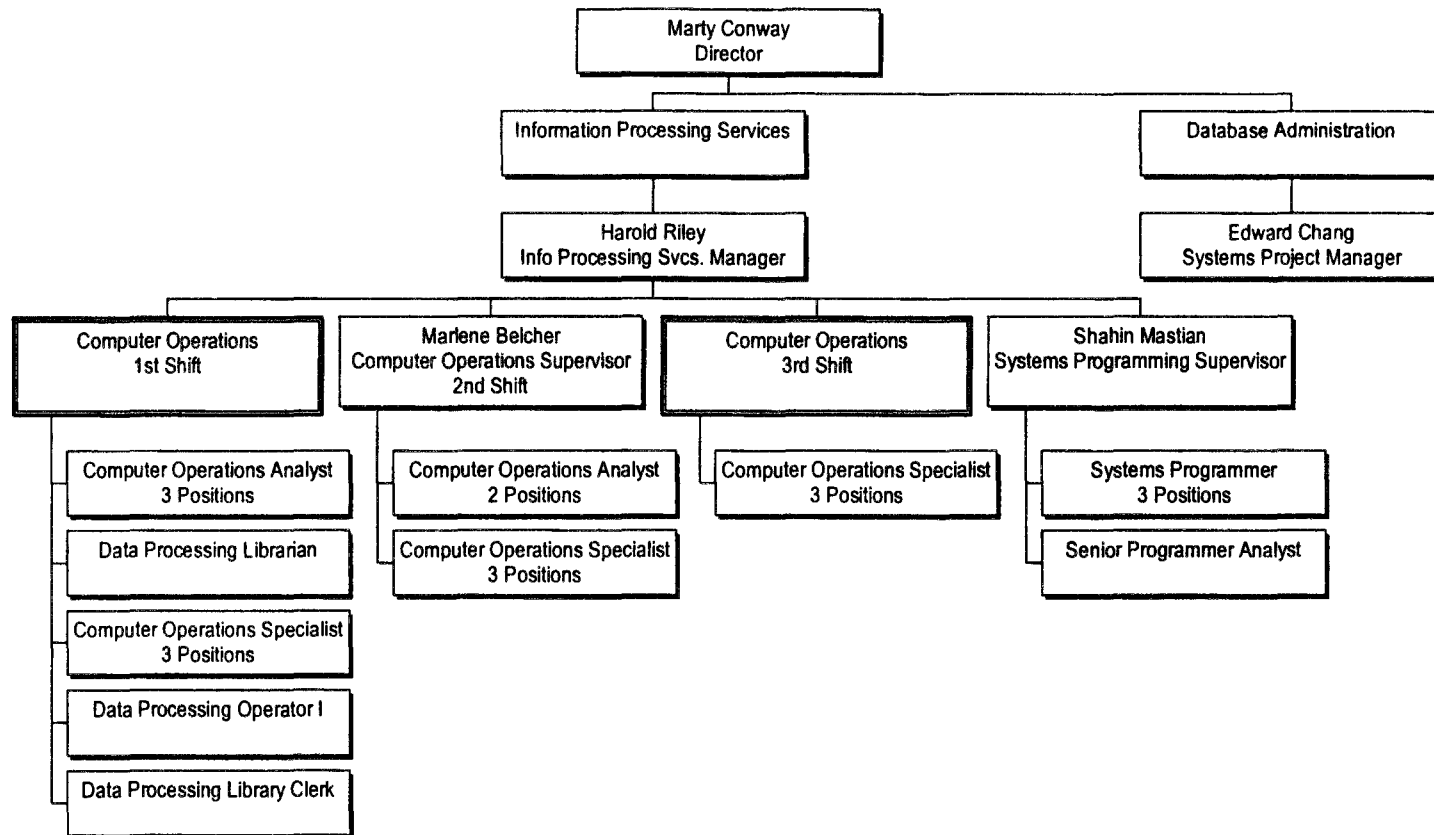 Marty Conway
Director
Information Processing Services
Database Administration
Harold Riley
Info Processing Svcs. Manager
Edward Chang
Systems Project Manager
Computer Operations
1st Shift
Marlene Belcher
Computer Operations Supervisor
2nd Shift
Computer Operations
3rd Shift
Shahin Mastian
Systems Programming Supervisor
Computer Operations Analyst
3 Positions
Computer Operations Analyst
2 Positions
Computer Operations Specialist
3 Positions
Systems Programmer
3 Positions
Data Processing Librarian
Computer Operations Specialist
3 Positions
Senior Programmer Analyst
Computer Operations Specialist
3 Positions
Data Processing Operator I
Data Processing Library Clerk